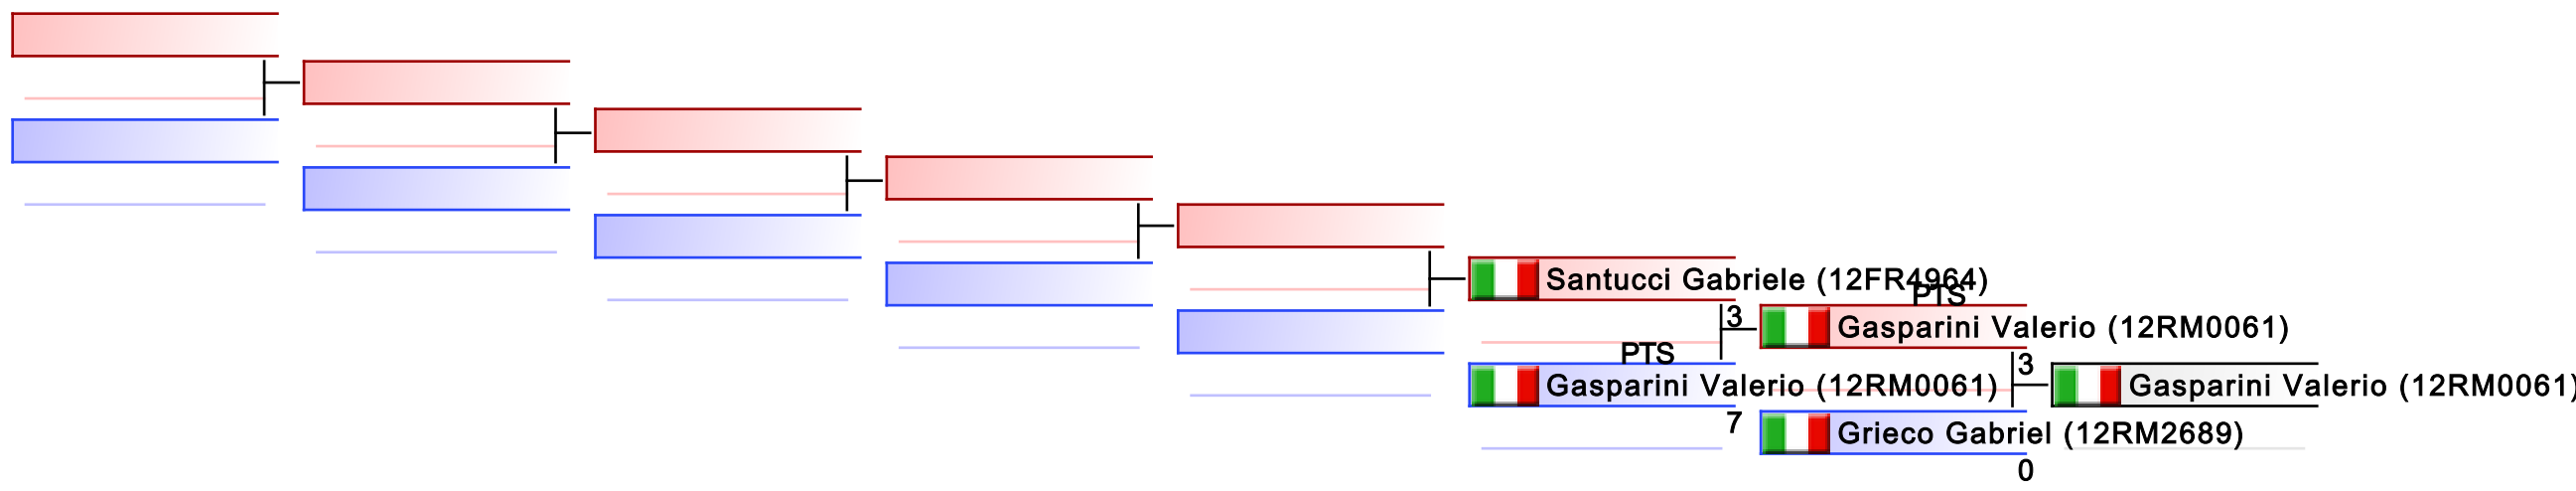 Santucci Gabriele (12FR4964)
PTS
3
Gasparini Valerio (12RM0061)
PTS
3
Gasparini Valerio (12RM0061)
Gasparini Valerio (12RM0061)
7
Grieco Gabriel (12RM2689)
0